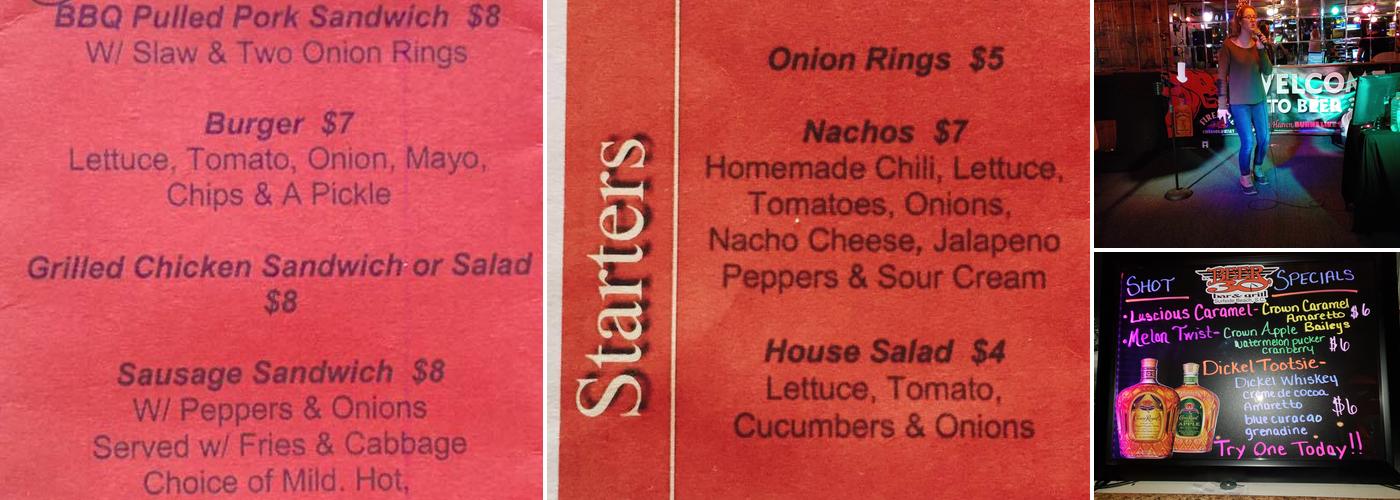 BBQ Pulled Pork Sandwich $8
W/ Slaw & Two Onion Rings
Burger $7
Lettuce, Tomato, Onion, Mayo,
Chips & A Pickle
Grilled Chicken Sandwich or Salad
$8
Sausage Sandwich $8
W/ Peppers & Onions
Served w/ Fries & Cabbage
Choice of Mild. Hot,
Starters
Onion Rings $5
Nachos $7
Homemade Chili, Lettuce,
Tomatoes, Onions,
Nacho Cheese, Jalapeno
Peppers & Sour Cream
House Salad $4
Lettuce, Tomato,
Cucumbers & Onions
WELCOM
TO BEER
SHOT BEER 30 SPECIALS
bar & grill
Surfside Beach, S.C.
• Luscious Caramel - Crown Caramel
Amaretto $6
Baileys
• Melon Twist - Crown Apple
watermelon pucker $6
cranberry
Dickel Tootsie -
Dickel Whiskey
creme de cocoa
Amaretto $6
blue curacao
grenadine
Try One Today!!